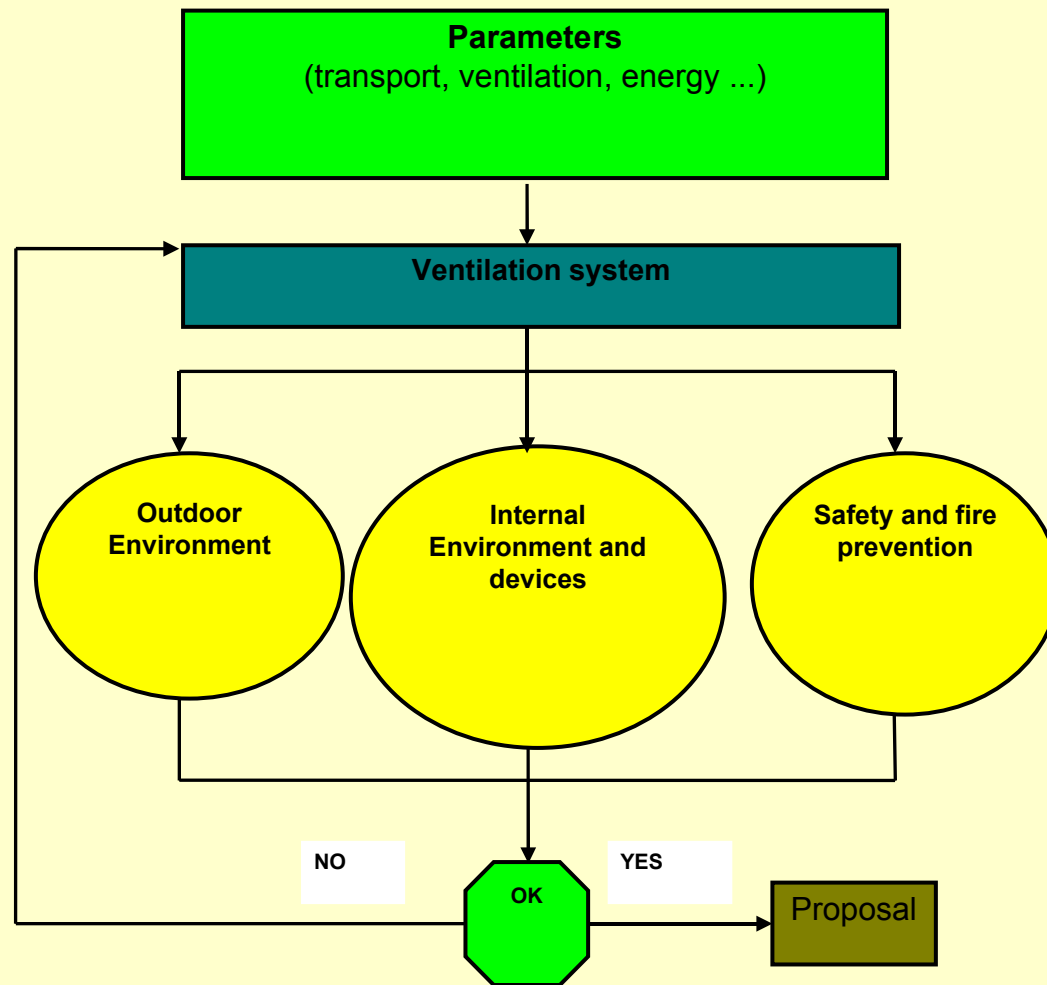 Parameters
(transport, ventilation, energy ...)
Ventilation system
Outdoor
Environment
Internal
Environment and
devices
Safety and fire
prevention
NO
OK
YES
Proposal